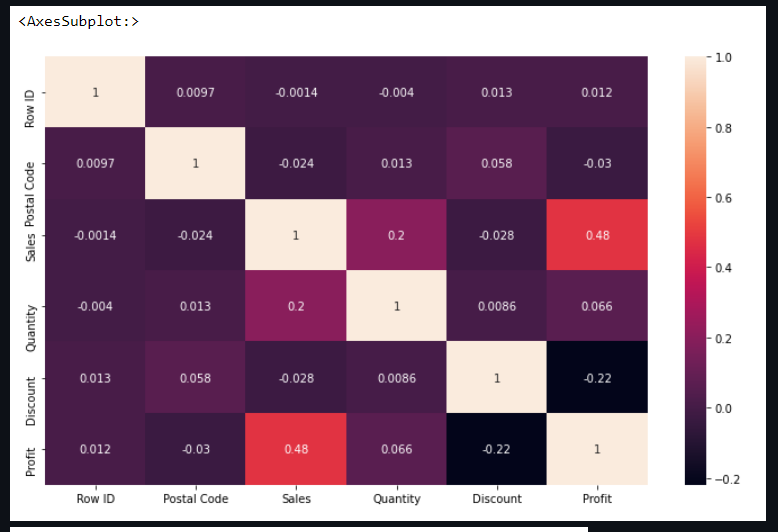 <AxesSubplot:>
1.0
Row ID 1 0.0097 -0.0014 -0.004 0.013 0.012
0.8
Postal Code 0.0097 1 -0.024 0.013 0.058 -0.03
0.6
Sales -0.0014 -0.024 1 0.2 -0.028 0.48
0.4
Quantity -0.004 0.013 0.2 1 0.0086 0.066
0.2
Discount 0.013 0.058 -0.028 0.0086 1 -0.22
0.0
Profit 0.012 -0.03 0.48 0.066 -0.22 1
−0.2
Row ID Postal Code Sales Quantity Discount Profit